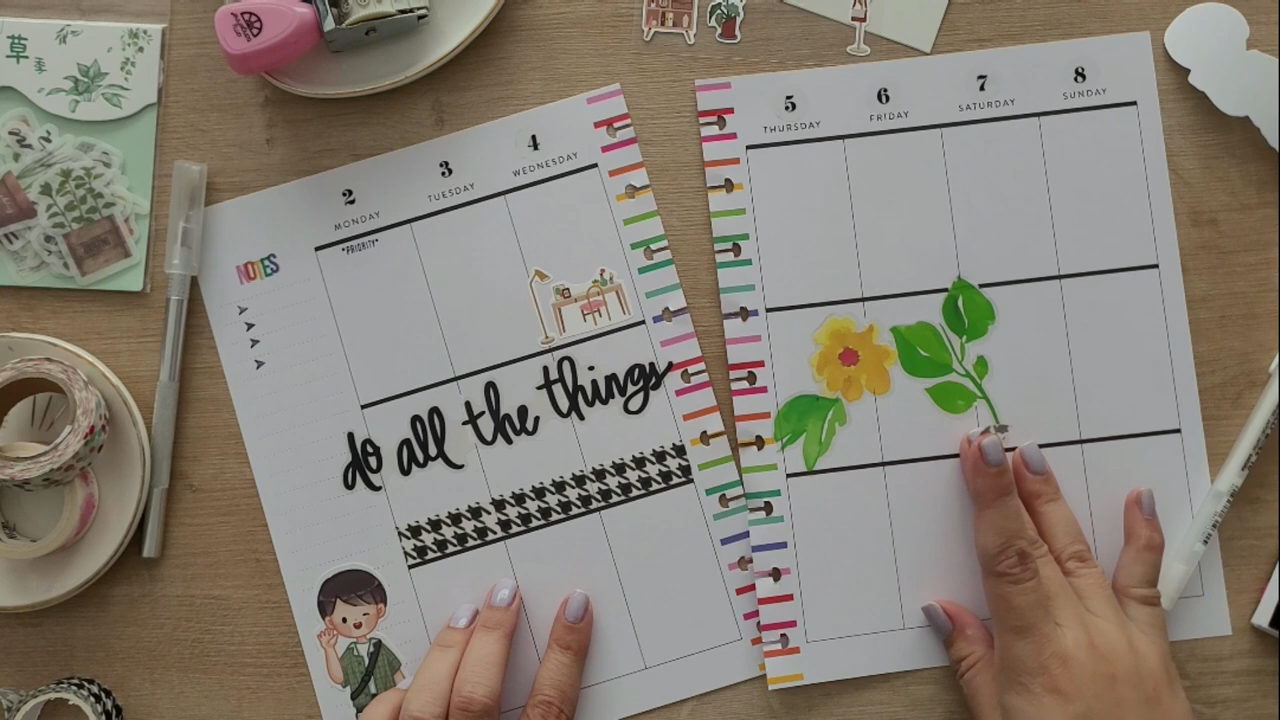 草
季
2
MONDAY
3
TUESDAY
4
WEDNESDAY
5
THURSDAY
6
FRIDAY
7
SATURDAY
8
SUNDAY
NOTES
*PRIORITY*
A
A
A
A
do all the things